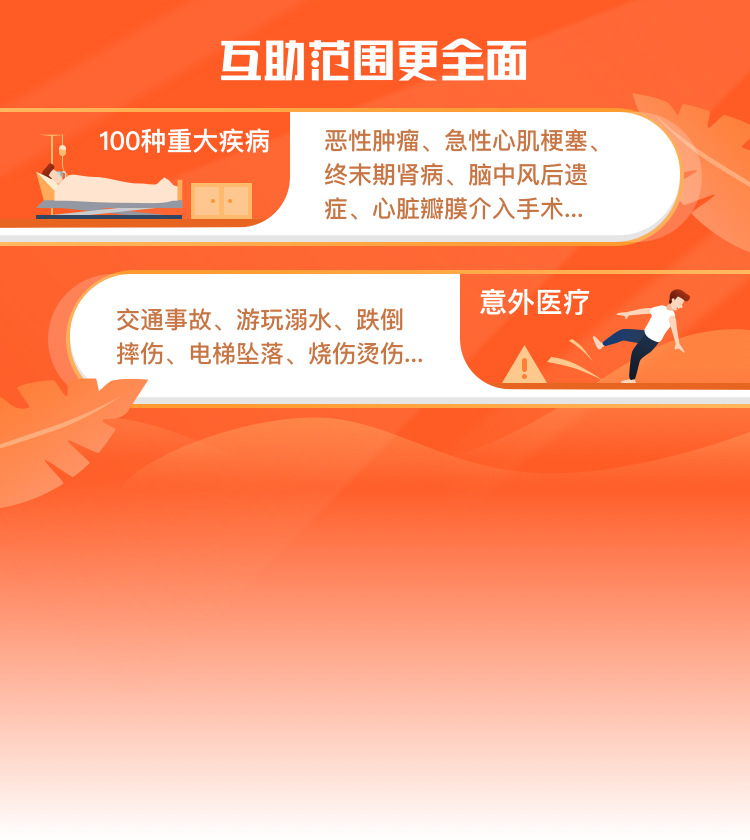 互助范围更全面
100种重大疾病
恶性肿瘤、急性心肌梗塞、
终末期肾病、脑中风后遗
症、心脏瓣膜介入手术...
意外医疗
交通事故、游玩溺水、跌倒
摔伤、电梯坠落、烧伤烫伤...